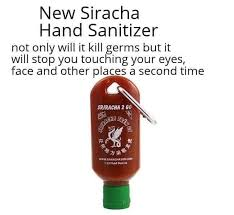 New Siracha
Hand Sanitizer
not only will it kill germs but it
will stop you touching your eyes,
face and other places a second time
SRIRACHA 2 GO